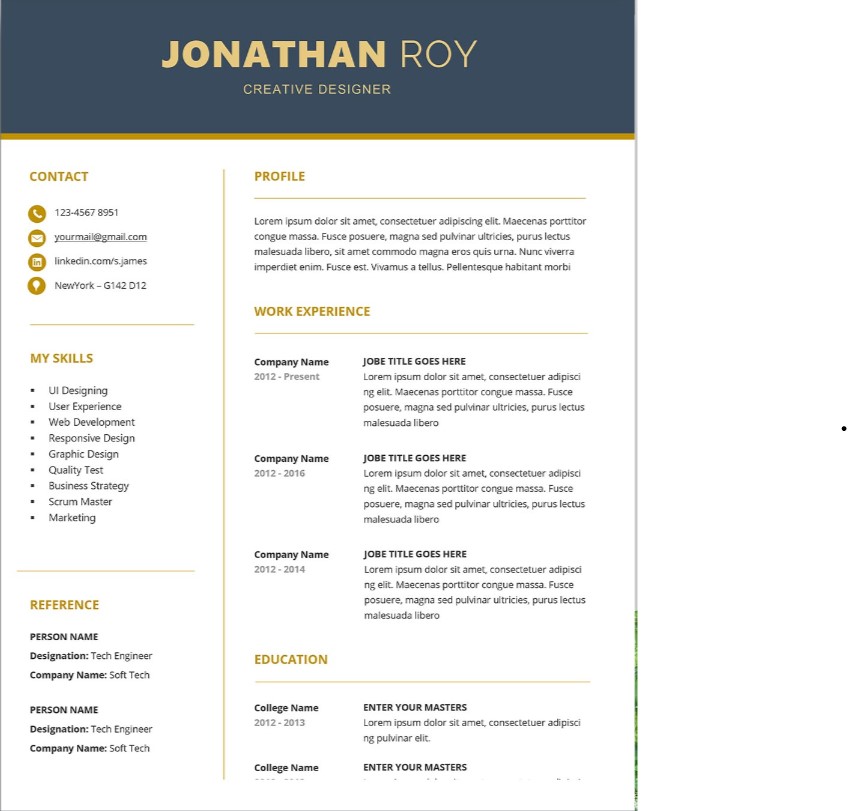 JONATHAN ROY
CREATIVE DESIGNER
CONTACT
123-4567 8951
yourmail@gmail.com
linkedin.com/s.james
NewYork – G142 D12
MY SKILLS
▪ UI Designing
▪ User Experience
▪ Web Development
▪ Responsive Design
▪ Graphic Design
▪ Quality Test
▪ Business Strategy
▪ Scrum Master
▪ Marketing
REFERENCE
PERSON NAME
Designation: Tech Engineer
Company Name: Soft Tech
PERSON NAME
Designation: Tech Engineer
Company Name: Soft Tech
PROFILE
Lorem ipsum dolor sit amet, consectetuer adipiscing elit. Maecenas porttitor
congue massa. Fusce posuere, magna sed pulvinar ultricies, purus lectus
malesuada libero, sit amet commodo magna eros quis urna. Nunc viverra
imperdiet enim. Fusce est. Vivamus a tellus. Pellentesque habitant morbi
WORK EXPERIENCE
Company Name
2012 - Present
JOBE TITLE GOES HERE
Lorem ipsum dolor sit amet, consectetuer adipisci
ng elit. Maecenas porttitor congue massa. Fusce
posuere, magna sed pulvinar ultricies, purus lectus
malesuada libero
Company Name
2012 - 2016
JOBE TITLE GOES HERE
Lorem ipsum dolor sit amet, consectetuer adipisci
ng elit. Maecenas porttitor congue massa. Fusce
posuere, magna sed pulvinar ultricies, purus lectus
malesuada libero
Company Name
2012 - 2014
JOBE TITLE GOES HERE
Lorem ipsum dolor sit amet, consectetuer adipisci
ng elit. Maecenas porttitor congue massa. Fusce
posuere, magna sed pulvinar ultricies, purus lectus
malesuada libero
EDUCATION
College Name
2012 - 2013
ENTER YOUR MASTERS
Lorem ipsum dolor sit amet, consectetuer adipisci
ng pulvinar elit.
College Name
ENTER YOUR MASTERS